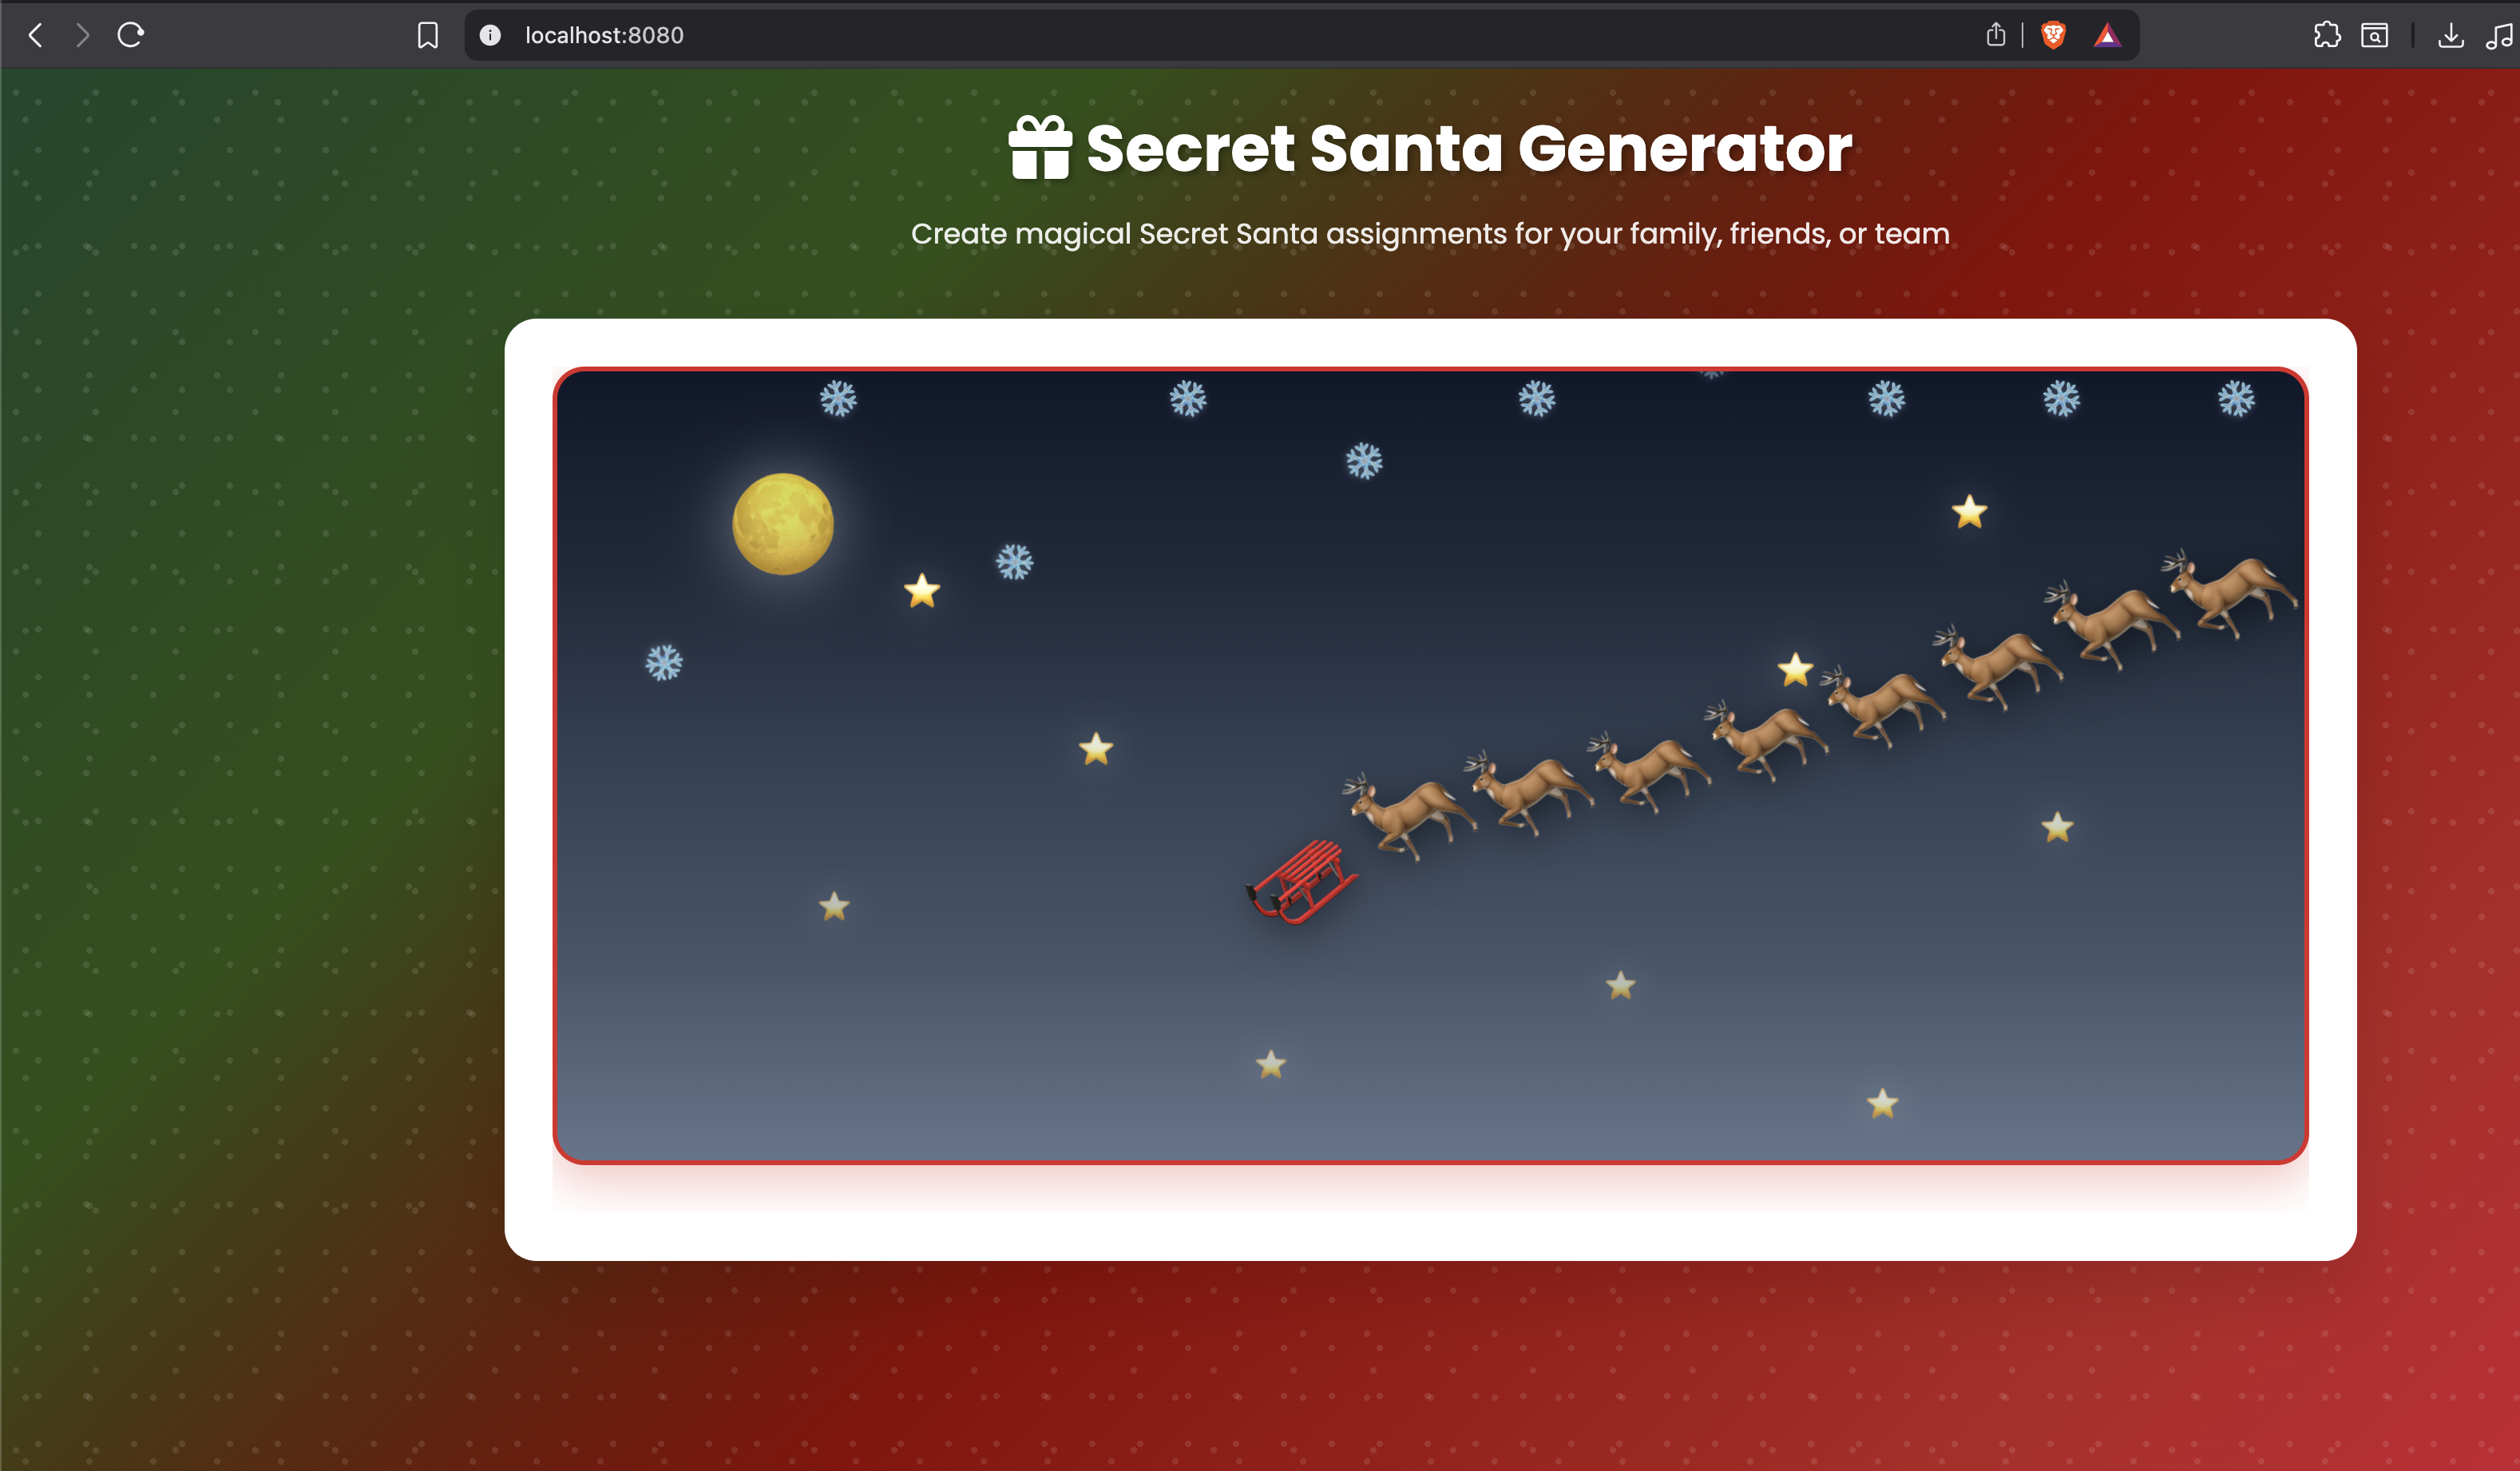 localhost:8080
Secret Santa Generator
Create magical Secret Santa assignments for your family, friends, or team